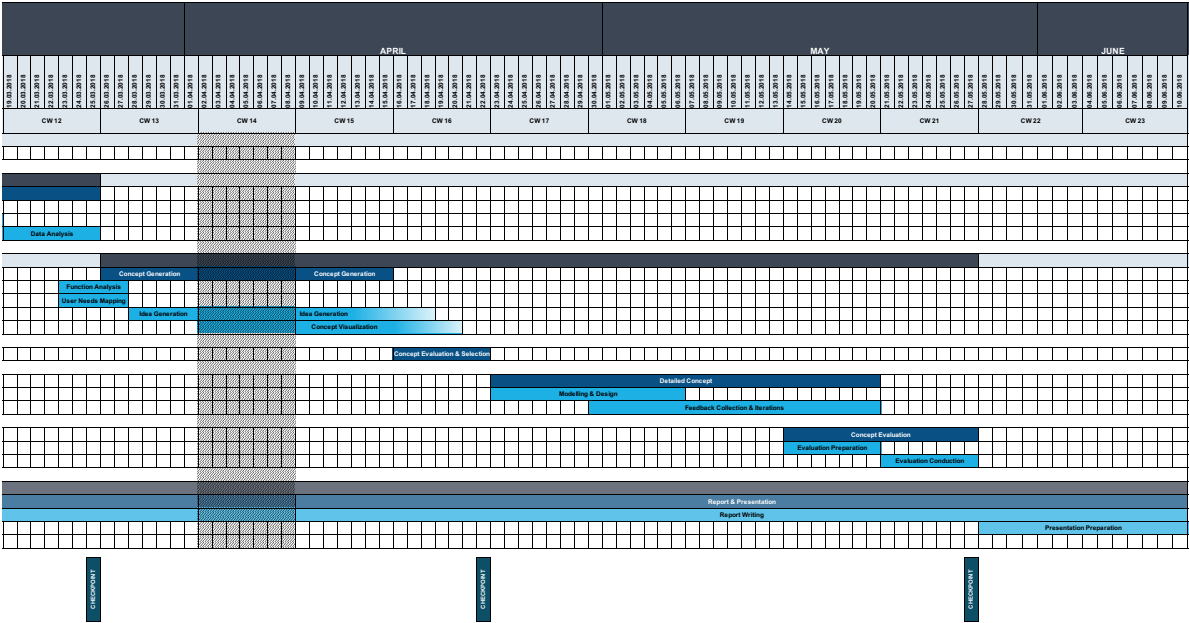 APRIL
MAY
JUNE
19.03.2018
20.03.2018
21.03.2018
22.03.2018
23.03.2018
24.03.2018
25.03.2018
26.03.2018
27.03.2018
28.03.2018
29.03.2018
30.03.2018
31.03.2018
01.04.2018
02.04.2018
03.04.2018
04.04.2018
05.04.2018
06.04.2018
07.04.2018
08.04.2018
09.04.2018
10.04.2018
11.04.2018
12.04.2018
13.04.2018
14.04.2018
15.04.2018
16.04.2018
17.04.2018
18.04.2018
19.04.2018
20.04.2018
21.04.2018
22.04.2018
23.04.2018
24.04.2018
25.04.2018
26.04.2018
27.04.2018
28.04.2018
29.04.2018
30.04.2018
01.05.2018
02.05.2018
03.05.2018
04.05.2018
05.05.2018
06.05.2018
07.05.2018
08.05.2018
09.05.2018
10.05.2018
11.05.2018
12.05.2018
13.05.2018
14.05.2018
15.05.2018
16.05.2018
17.05.2018
18.05.2018
19.05.2018
20.05.2018
21.05.2018
22.05.2018
23.05.2018
24.05.2018
25.05.2018
26.05.2018
27.05.2018
28.05.2018
29.05.2018
30.05.2018
31.05.2018
01.06.2018
02.06.2018
03.06.2018
04.06.2018
05.06.2018
06.06.2018
07.06.2018
08.06.2018
09.06.2018
10.06.2018
CW 12
CW 13
CW 14
CW 15
CW 16
CW 17
CW 18
CW 19
CW 20
CW 21
CW 22
CW 23
Data Analysis
Concept Generation
Concept Generation
Function Analysis
User Needs Mapping
Idea Generation
Idea Generation
Concept Visualization
Concept Evaluation & Selection
Detailed Concept
Modelling & Design
Feedback Collection & Iterations
Concept Evaluation
Evaluation Preparation
Evaluation Conduction
Report & Presentation
Report Writing
Presentation Preparation
CHECKPOINT
CHECKPOINT
CHECKPOINT